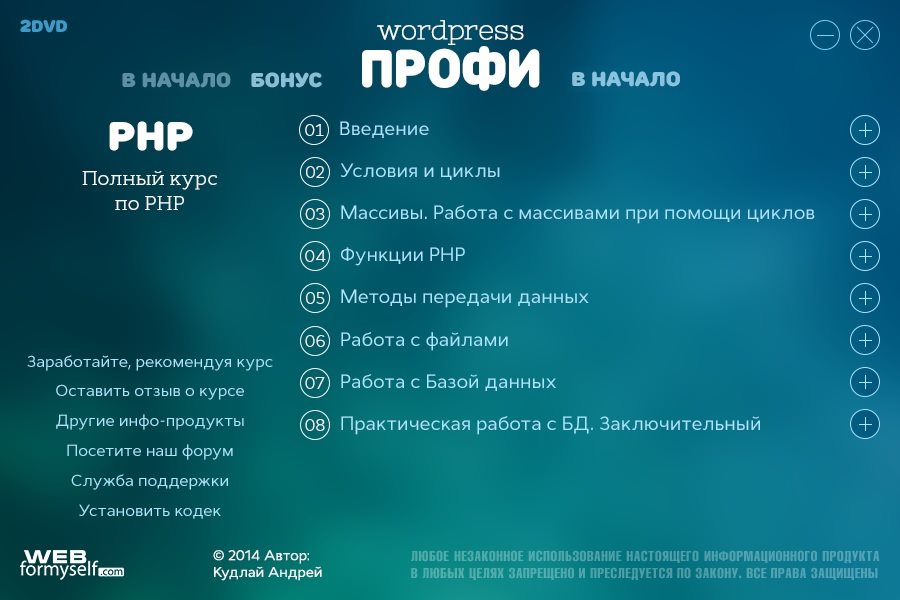 2DVD
wordpress
ПРОФИ
В НАЧАЛО
БОНУС
В НАЧАЛО
PHP
Полный курс
по PHP
01 Введение
02 Условия и циклы
03 Массивы. Работа с массивами при помощи циклов
04 Функции PHP
05 Методы передачи данных
06 Работа с файлами
07 Работа с Базой данных
08 Практическая работа с БД. Заключительный
Заработайте, рекомендуя курс
Оставить отзыв о курсе
Другие инфо-продукты
Посетите наш форум
Служба поддержки
Установить кодек
WEB
formyself.com
© 2014 Автор:
Кудлай Андрей
ЛЮБОЕ НЕЗАКОННОЕ ИСПОЛЬЗОВАНИЕ НАСТОЯЩЕГО ИНФОРМАЦИОННОГО ПРОДУКТА
В ЛЮБЫХ ЦЕЛЯХ ЗАПРЕЩЕНО И ПРЕСЛЕДУЕТСЯ ПО ЗАКОНУ. ВСЕ ПРАВА ЗАЩИЩЕНЫ